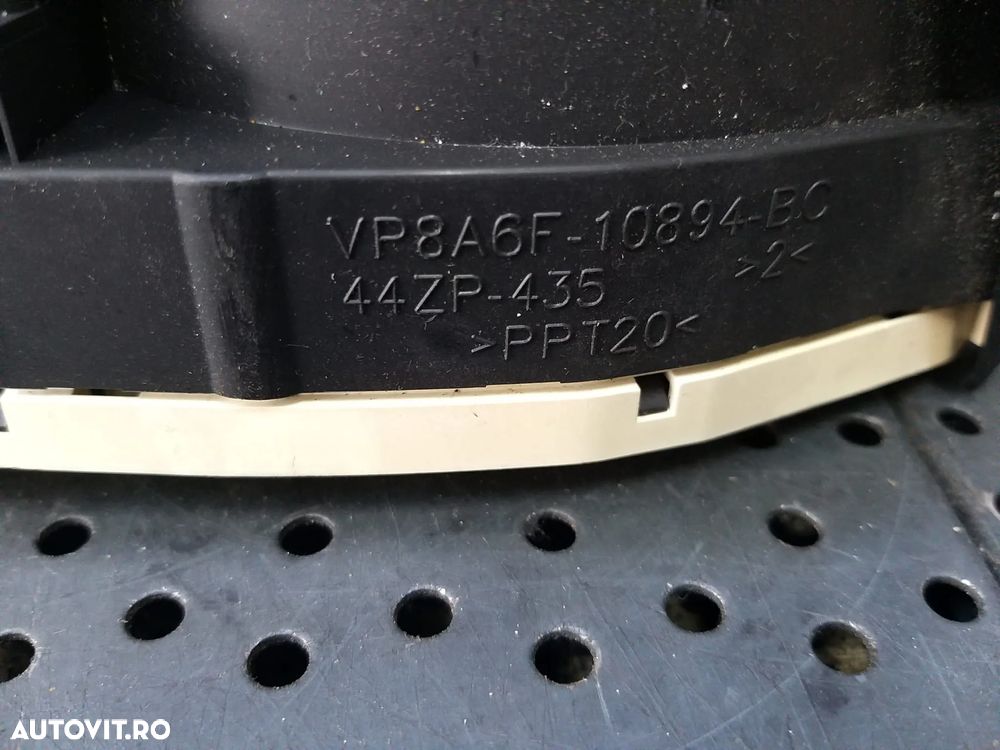 VP8A6F-10894-BC
44ZP-435 >2<
>PPT20<
AUTOVIT.RO